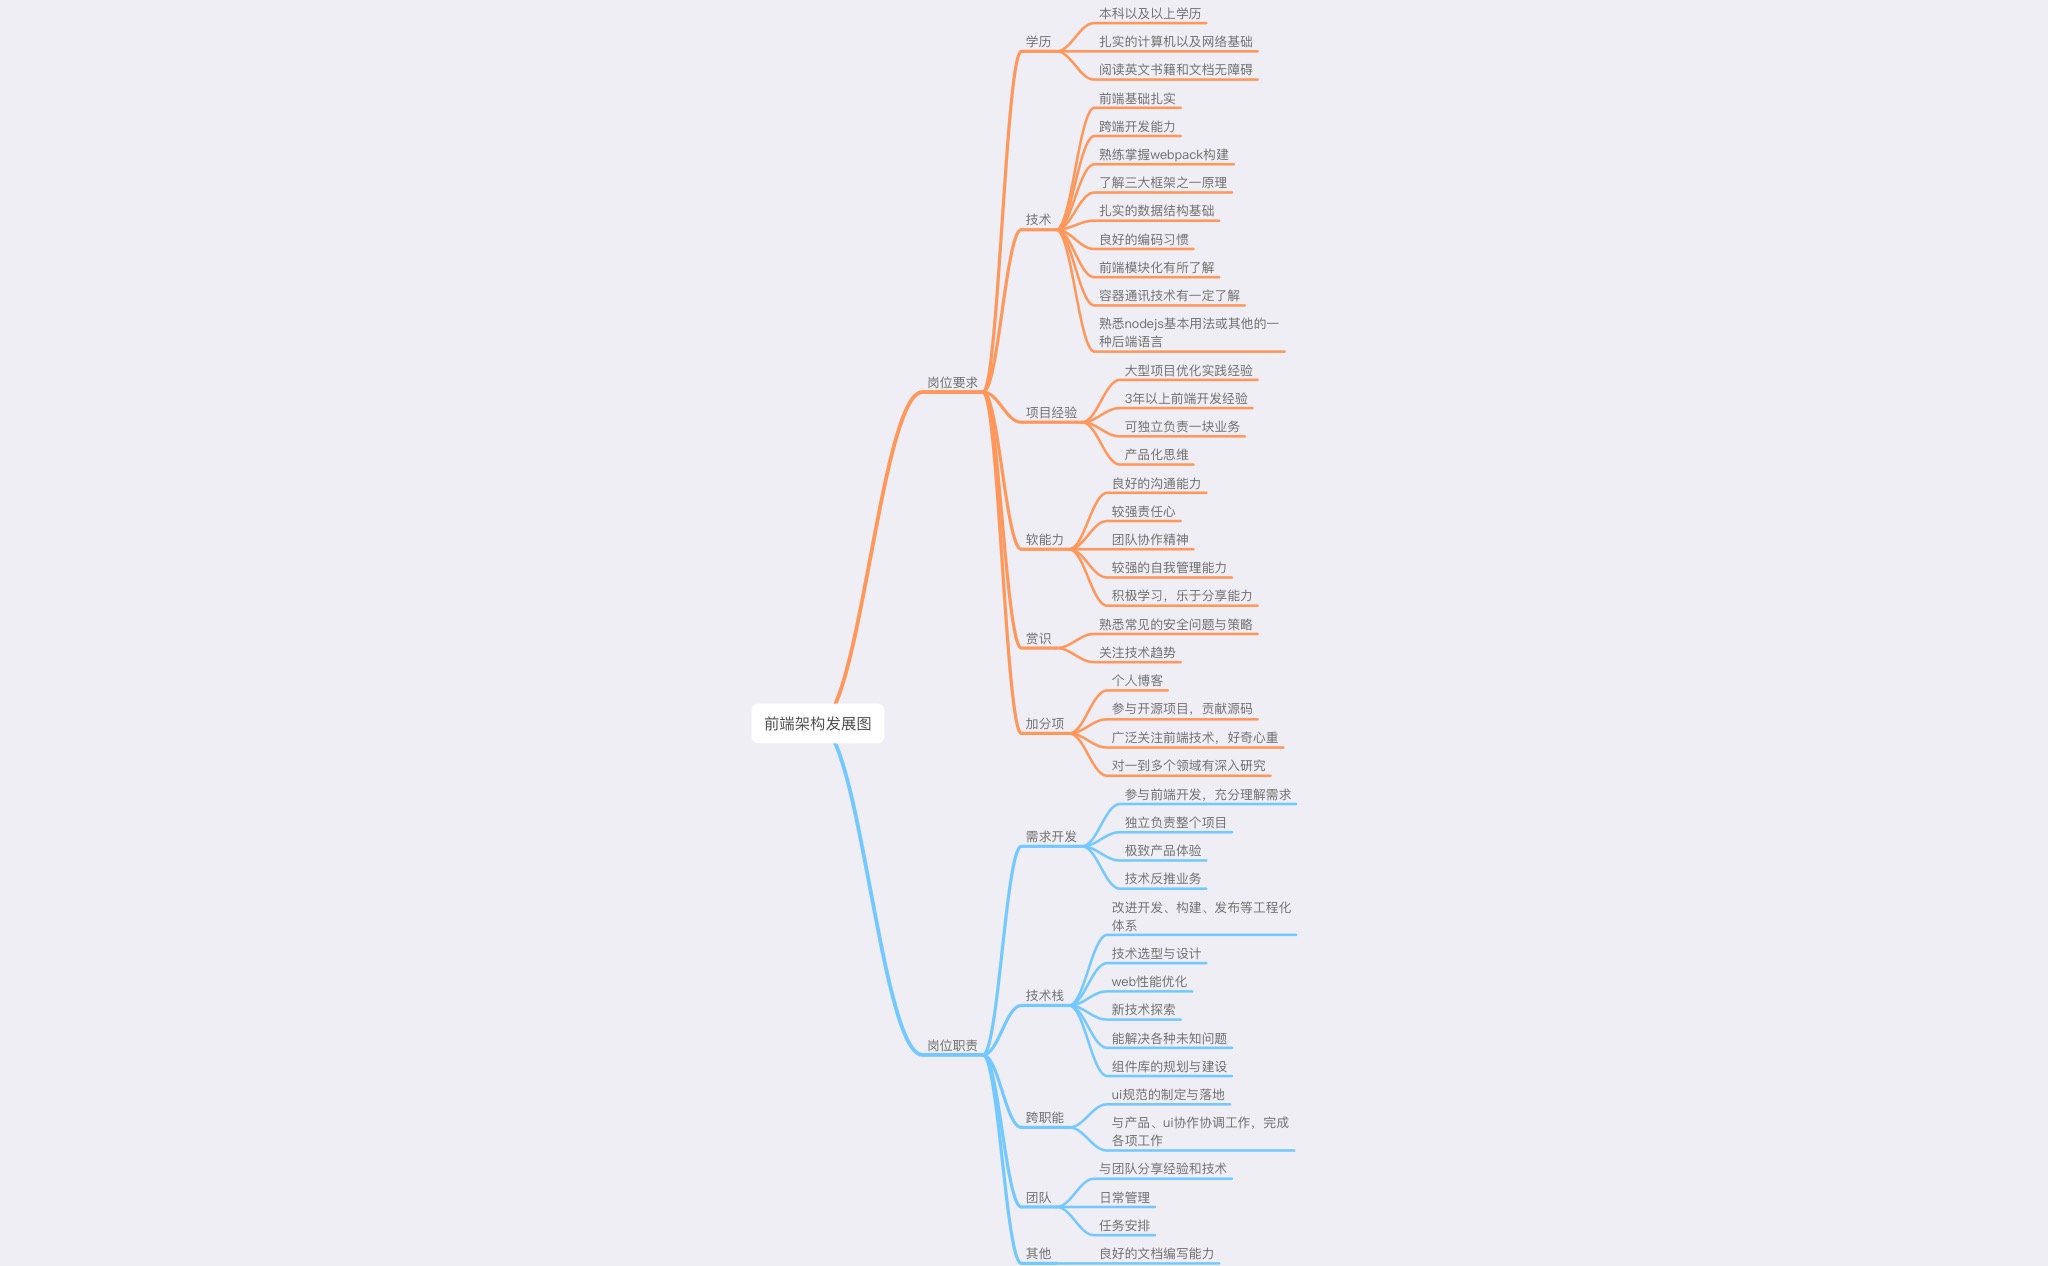 前端架构发展图
岗位要求
学历
本科以及以上学历
扎实的计算机以及网络基础
阅读英文书籍和文档无障碍
技术
前端基础扎实
跨端开发能力
熟练掌握webpack构建
了解三大框架之一原理
扎实的数据结构基础
良好的编码习惯
前端模块化有所了解
容器通讯技术有一定了解
熟悉nodejs基本用法或其他的一
种后端语言
项目经验
大型项目优化实践经验
3年以上前端开发经验
可独立负责一块业务
产品化思维
软能力
良好的沟通能力
较强责任心
团队协作精神
较强的自我管理能力
积极学习，乐于分享能力
赏识
熟悉常见的安全问题与策略
关注技术趋势
加分项
个人博客
参与开源项目，贡献源码
广泛关注前端技术，好奇心重
对一到多个领域有深入研究
岗位职责
需求开发
参与前端开发，充分理解需求
独立负责整个项目
极致产品体验
技术反推业务
技术栈
改进开发、构建、发布等工程化
体系
技术选型与设计
web性能优化
新技术探索
能解决各种未知问题
组件库的规划与建设
跨职能
ui规范的制定与落地
与产品、ui协作协调工作，完成
各项工作
团队
与团队分享经验和技术
日常管理
任务安排
其他
良好的文档编写能力